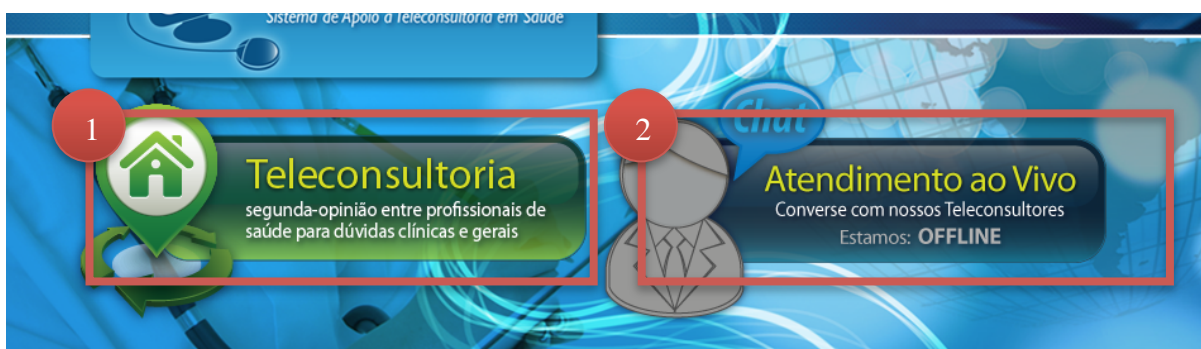 Sistema de Apoio a Teleconsultoria em Saúde
1
Teleconsultoria
segunda-opinião entre profissionais de
saúde para dúvidas clínicas e gerais
2
Chat
Atendimento ao Vivo
Converse com nossos Teleconsultores
Estamos: OFFLINE